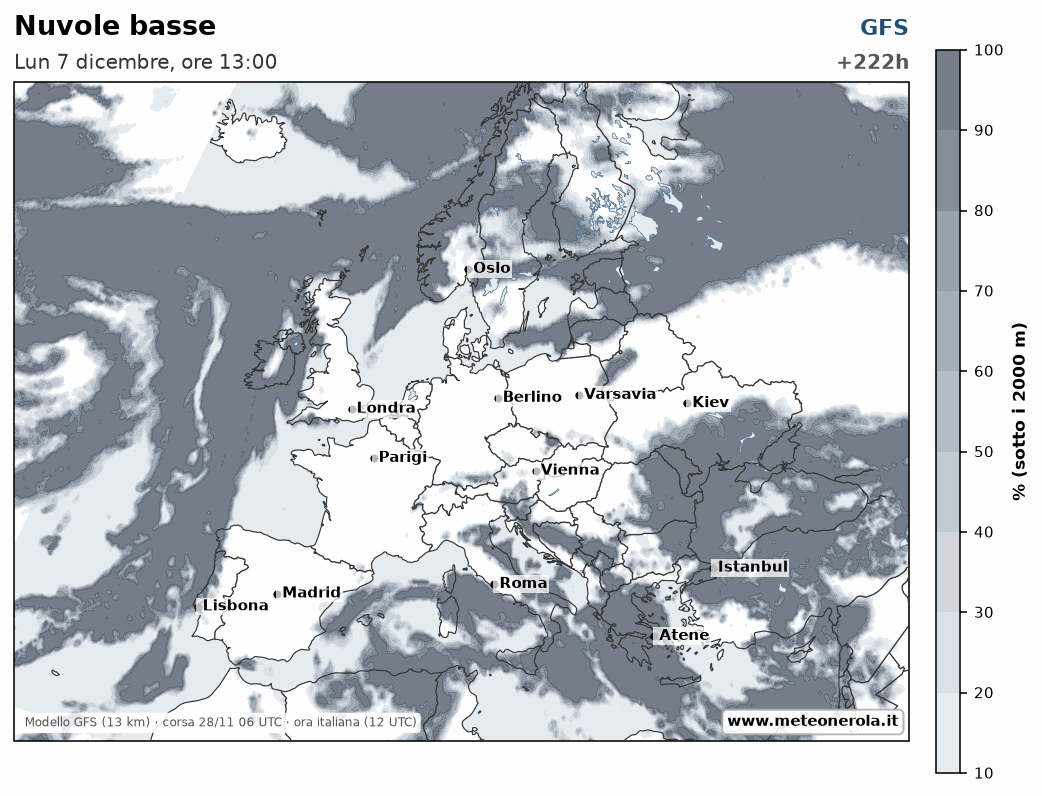 Nuvole basse
GFS
Lun 7 dicembre, ore 13:00
+222h
100
90
80
70
60
50
40
30
20
10
% (sotto i 2000 m)
Oslo
Londra
Berlino
Varsavia
Kiev
Parigi
Vienna
Istanbul
Roma
Madrid
Lisbona
Atene
Modello GFS (13 km) · corsa 28/11 06 UTC · ora italiana (12 UTC)
www.meteonerola.it